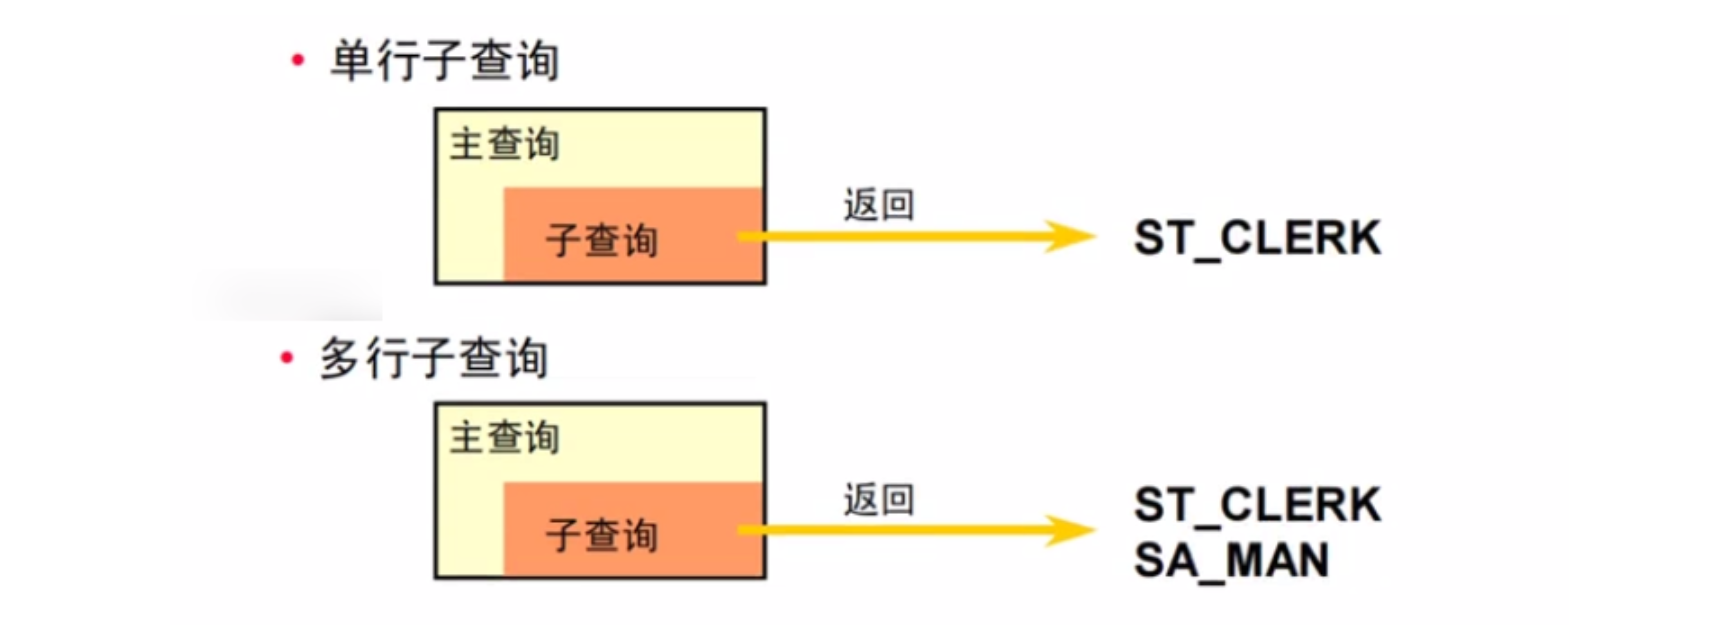 • 单行子查询
主查询
子查询
返回
ST_CLERK
• 多行子查询
主查询
子查询
返回
ST_CLERK
SA_MAN